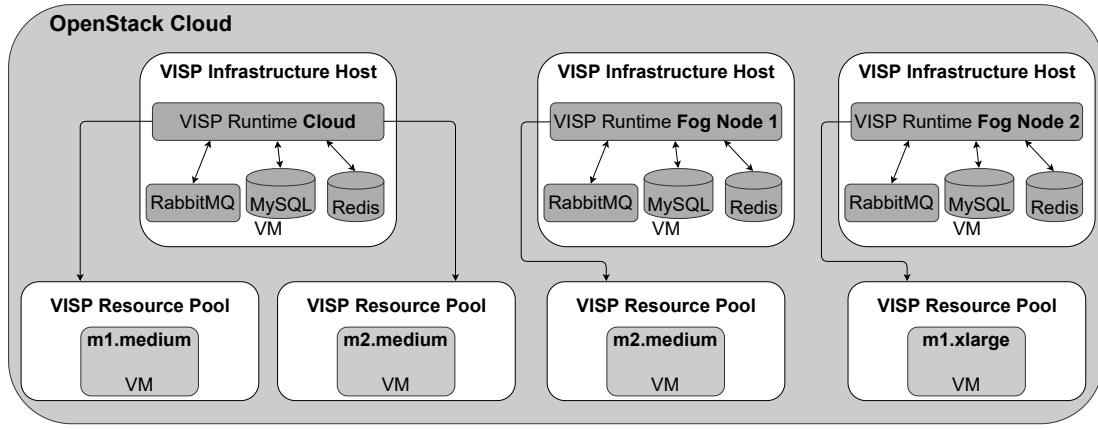 OpenStack Cloud
VISP Infrastructure Host
VISP Runtime Cloud
RabbitMQ
MySQL
Redis
VM
VISP Infrastructure Host
VISP Runtime Fog Node 1
RabbitMQ
MySQL
Redis
VM
VISP Infrastructure Host
VISP Runtime Fog Node 2
RabbitMQ
MySQL
Redis
VM
VISP Resource Pool
m1.medium
VM
VISP Resource Pool
m2.medium
VM
VISP Resource Pool
m2.medium
VM
VISP Resource Pool
m1.xlarge
VM